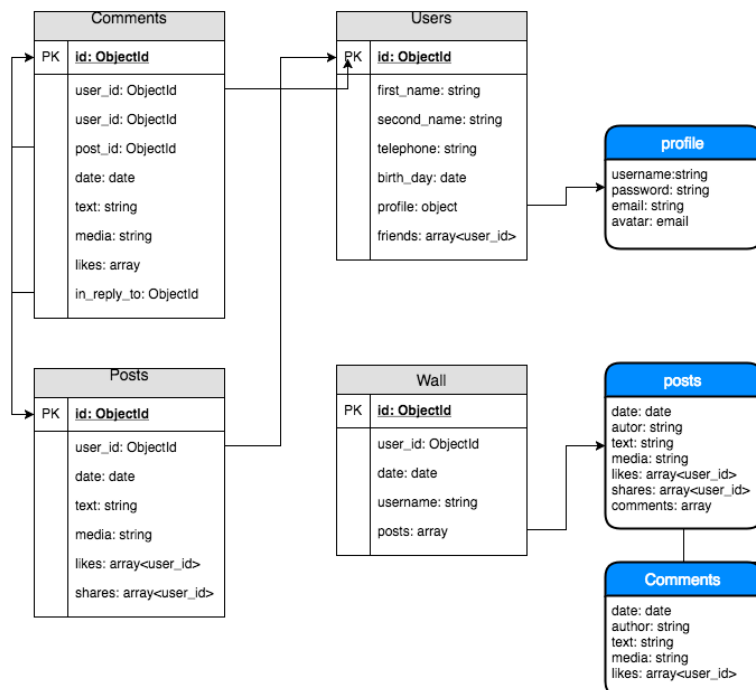 Comments
PK id: ObjectId
user_id: ObjectId
user_id: ObjectId
post_id: ObjectId
date: date
text: string
media: string
likes: array
in_reply_to: ObjectId
Users
PK id: ObjectId
first_name: string
second_name: string
telephone: string
birth_day: date
profile: object
friends: array<user_id>
profile
username:string
password: string
email: string
avatar: email
Posts
PK id: ObjectId
user_id: ObjectId
date: date
text: string
media: string
likes: array<user_id>
shares: array<user_id>
Wall
PK id: ObjectId
user_id: ObjectId
date: date
username: string
posts: array
posts
date: date
autor: string
text: string
media: string
likes: array<user_id>
shares: array<user_id>
comments: array
Comments
date: date
author: string
text: string
media: string
likes: array<user_id>